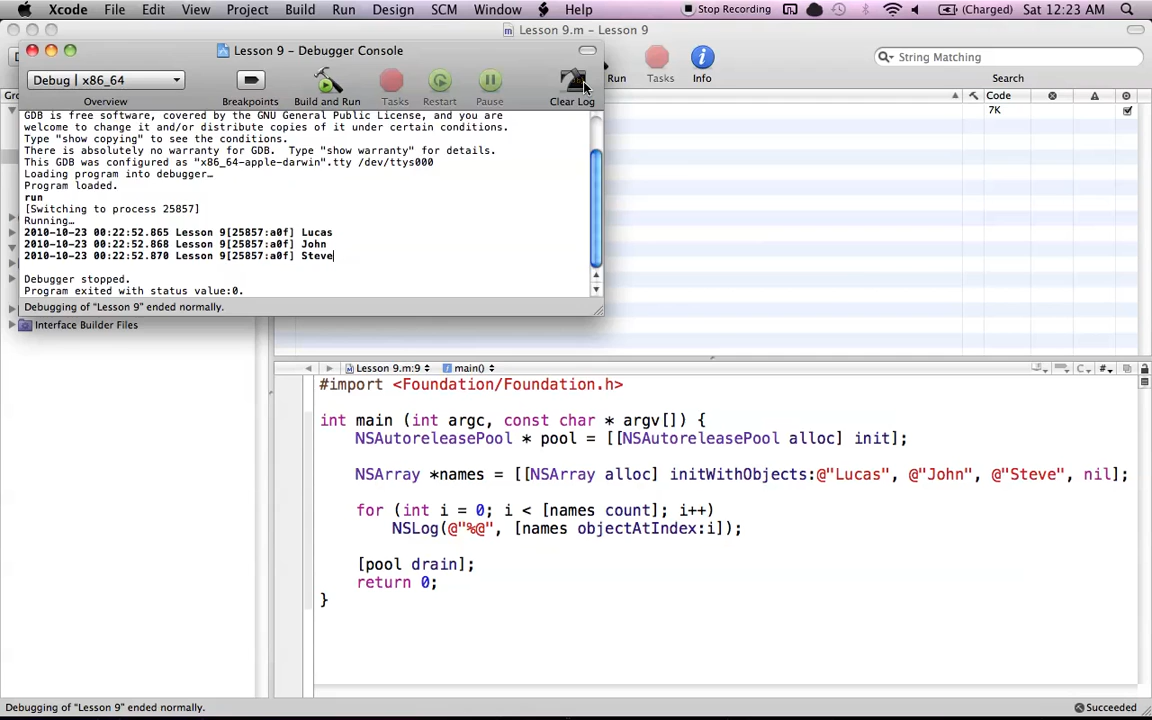 Xcode File Edit View Project Build Run Design SCM Window Help Stop Recording (Charged) Sat 12:23 AM
Lesson 9.m - Lesson 9
Lesson 9 – Debugger Console
Debug | x86_64
String Matching
Overview Breakpoints Build and Run Tasks Restart Pause Clear Log
Run Tasks Info Search
Code
7K
GDB is free software, covered by the GNU General Public License, and you are
welcome to change it and/or distribute copies of it under certain conditions.
Type "show copying" to see the conditions.
There is absolutely no warranty for GDB.  Type "show warranty" for details.
This GDB was configured as "x86_64-apple-darwin".tty /dev/ttys000
Loading program into debugger…
Program loaded.
run
[Switching to process 25857]
Running…
2010-10-23 00:22:52.865 Lesson 9[25857:a0f] Lucas
2010-10-23 00:22:52.868 Lesson 9[25857:a0f] John
2010-10-23 00:22:52.870 Lesson 9[25857:a0f] Steve
Debugger stopped.
Program exited with status value:0.
Debugging of "Lesson 9" ended normally.
Interface Builder Files
Lesson 9.m:9 main()
#import <Foundation/Foundation.h>
int main (int argc, const char * argv[]) {
NSAutoreleasePool * pool = [[NSAutoreleasePool alloc] init];
NSArray *names = [[NSArray alloc] initWithObjects:@"Lucas", @"John", @"Steve", nil];
for (int i = 0; i < [names count]; i++)
NSLog(@"%@", [names objectAtIndex:i]);
[pool drain];
return 0;
}
Debugging of "Lesson 9" ended normally. Succeeded